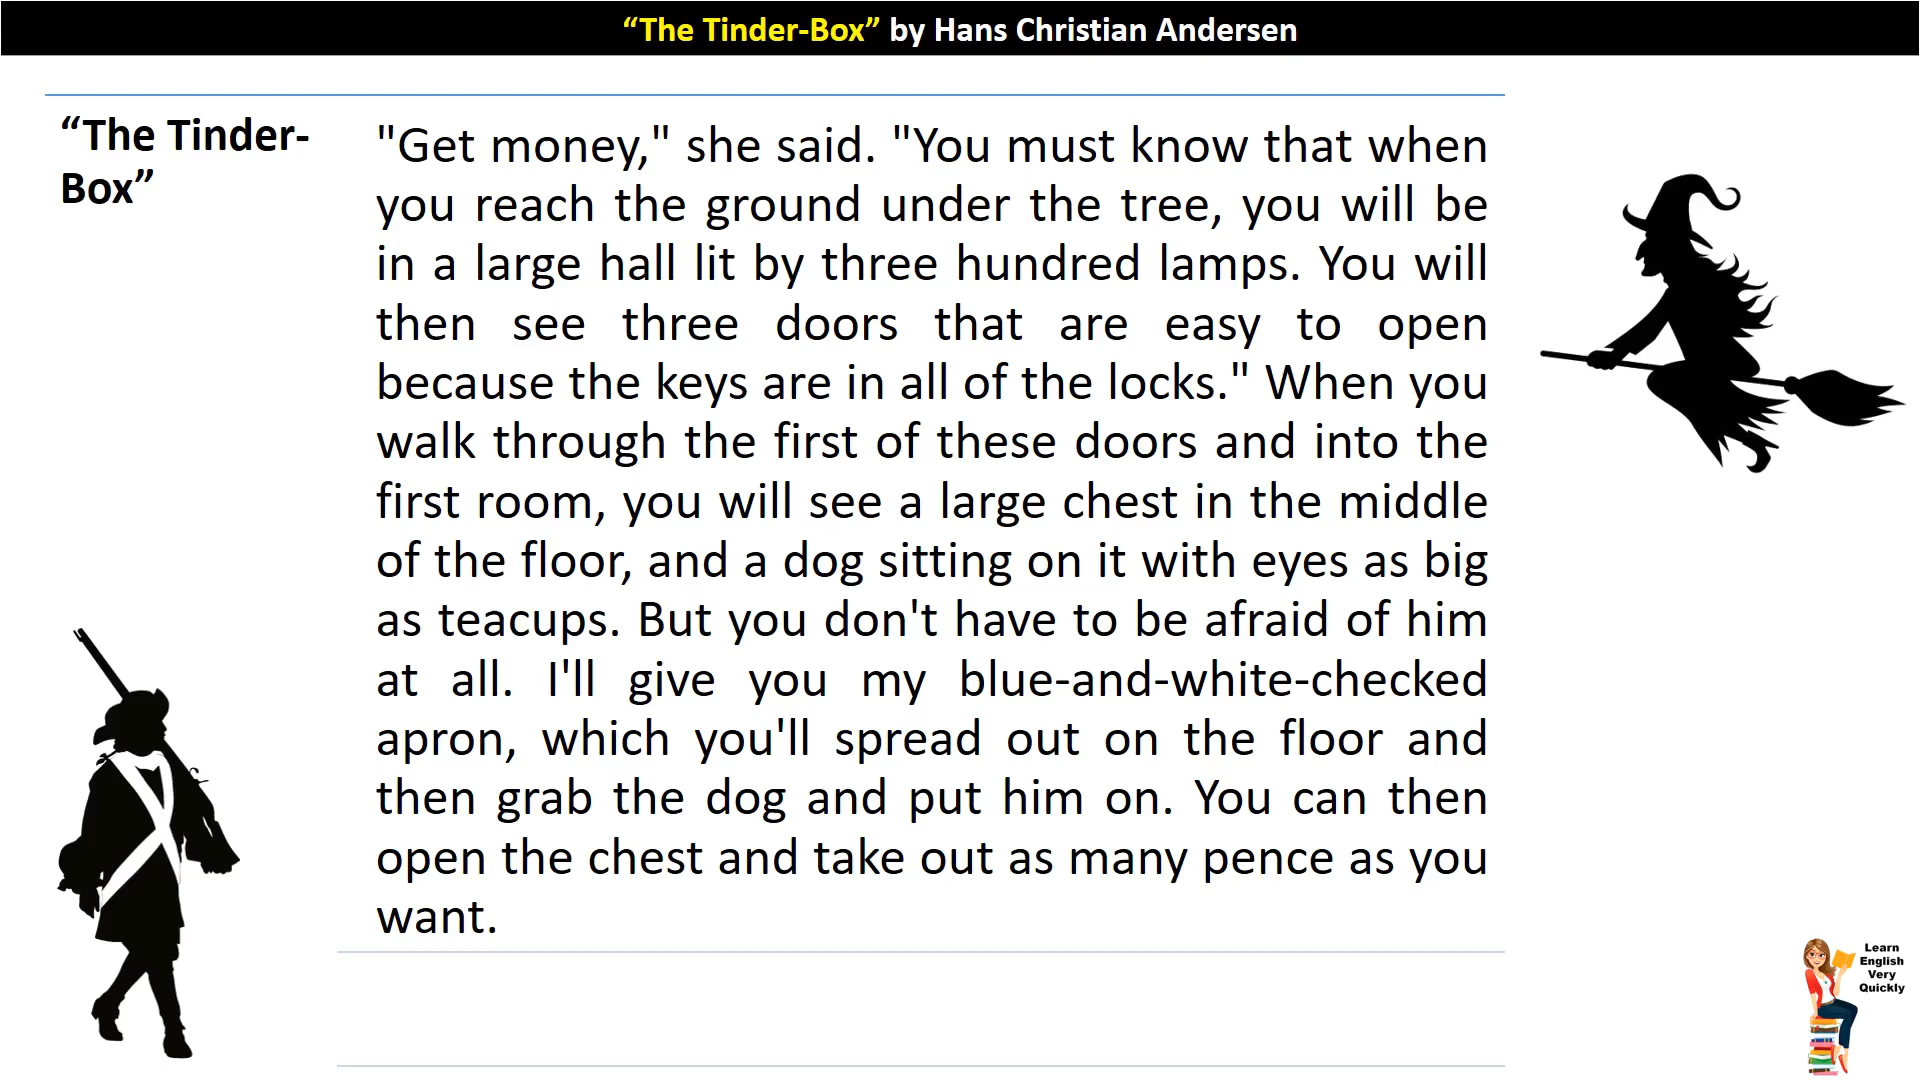 “The Tinder-Box” by Hans Christian Andersen
“The Tinder-
Box”
"Get money," she said. "You must know that when
you reach the ground under the tree, you will be
in a large hall lit by three hundred lamps. You will
then see three doors that are easy to open
because the keys are in all of the locks." When you
walk through the first of these doors and into the
first room, you will see a large chest in the middle
of the floor, and a dog sitting on it with eyes as big
as teacups. But you don't have to be afraid of him
at all. I'll give you my blue-and-white-checked
apron, which you'll spread out on the floor and
then grab the dog and put him on. You can then
open the chest and take out as many pence as you
want.
Learn
English
Very
Quickly